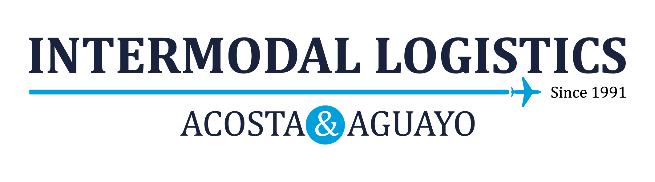 INTERMODAL LOGISTICS
Since 1991
ACOSTA & AGUAYO